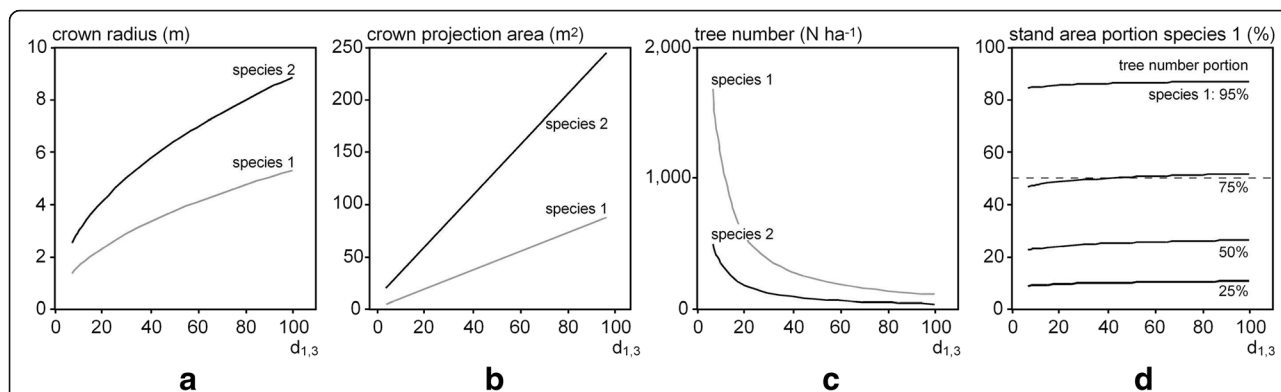 crown radius (m)
10
8
6
4
2
0
species 2
species 1
0 20 40 60 80 100
d1,3
a
crown projection area (m²)
250
200
150
100
50
0
species 2
species 1
0 20 40 60 80 100
d1,3
b
tree number (N ha-1)
2,000
1,000
0
species 1
species 2
0 20 40 60 80 100
d1,3
c
stand area portion species 1 (%)
100
80
60
40
20
0
tree number portion
species 1: 95%
75%
50%
25%
0 20 40 60 80 100
d1,3
d